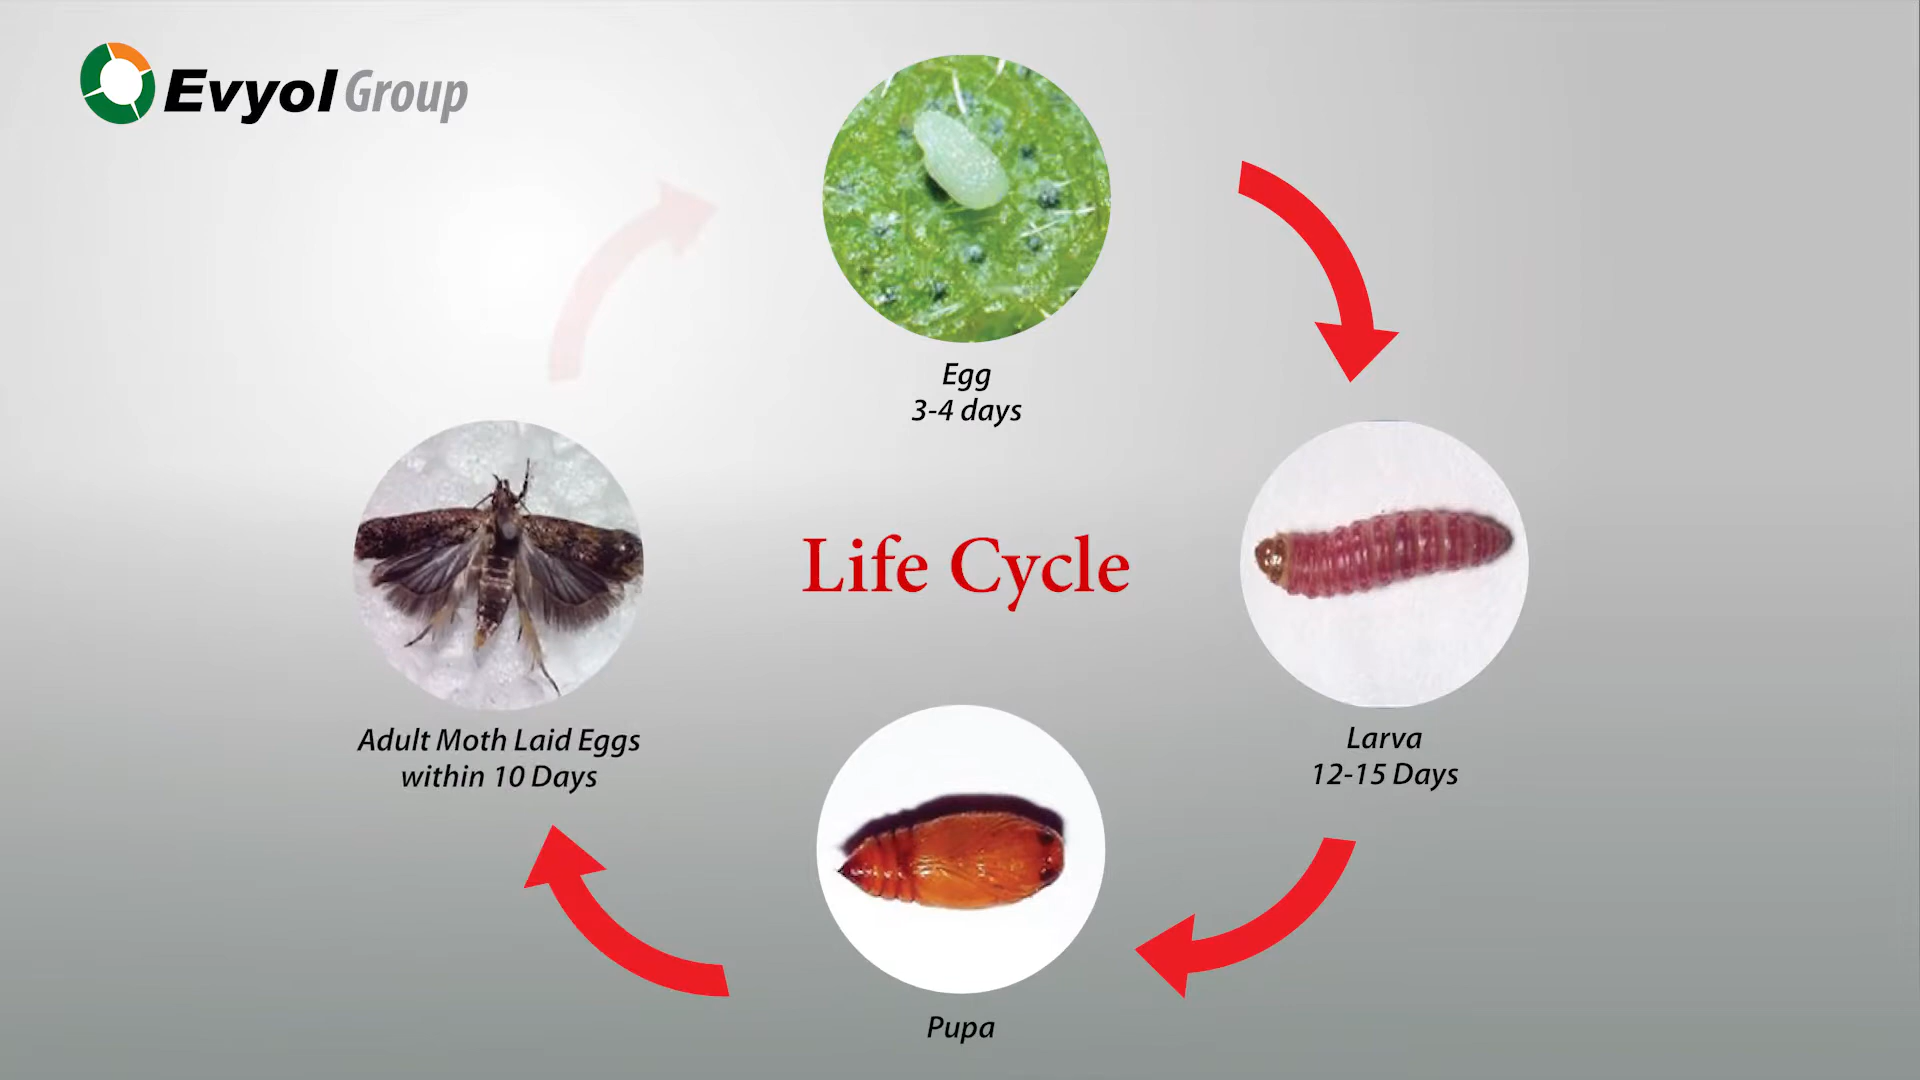 Evyol Group
Egg
3-4 days
Life Cycle
Adult Moth Laid Eggs
within 10 Days
Larva
12-15 Days
Pupa